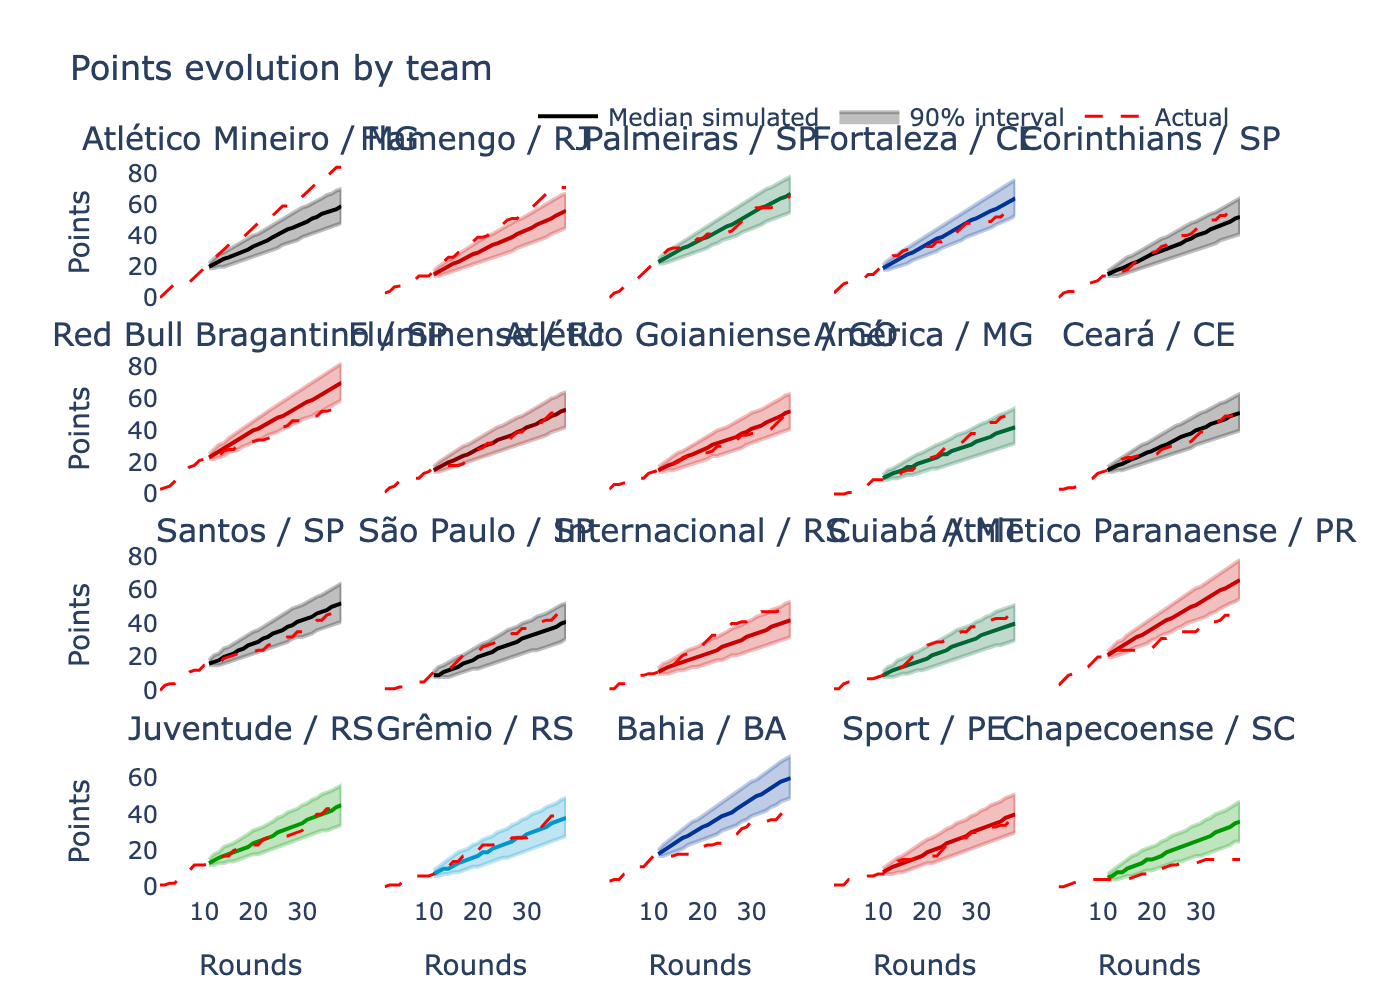 Points evolution by team
Median simulated 90% interval Actual
Atlético Mineiro / MG Flamengo / RJ Palmeiras / SP Fortaleza / CE Corinthians / SP
80
60
40
20
0
Points
Red Bull Bragantino / SP Fluminense / RJ Atlético Goianiense / GO América / MG Ceará / CE
80
60
40
20
0
Points
Santos / SP São Paulo / SP Internacional / RS Cuiabá / MT Athletico Paranaense / PR
80
60
40
20
0
Points
Juventude / RS Grêmio / RS Bahia / BA Sport / PE Chapecoense / SC
60
40
20
0
Points
10 20 30 10 20 30 10 20 30 10 20 30 10 20 30
Rounds Rounds Rounds Rounds Rounds